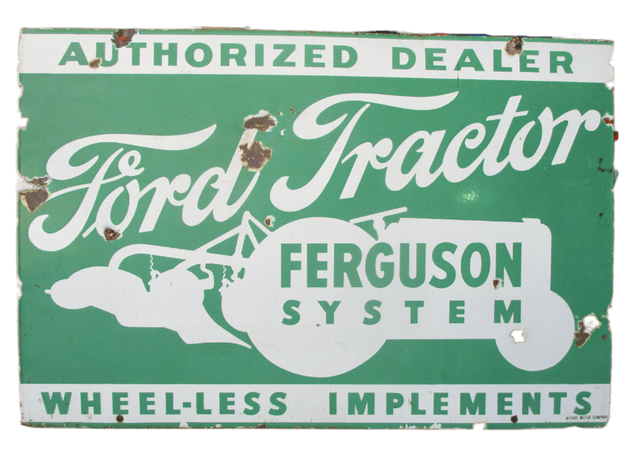 AUTHORIZED DEALER
Ford Tractor
FERGUSON
SYSTEM
WHEEL-LESS IMPLEMENTS